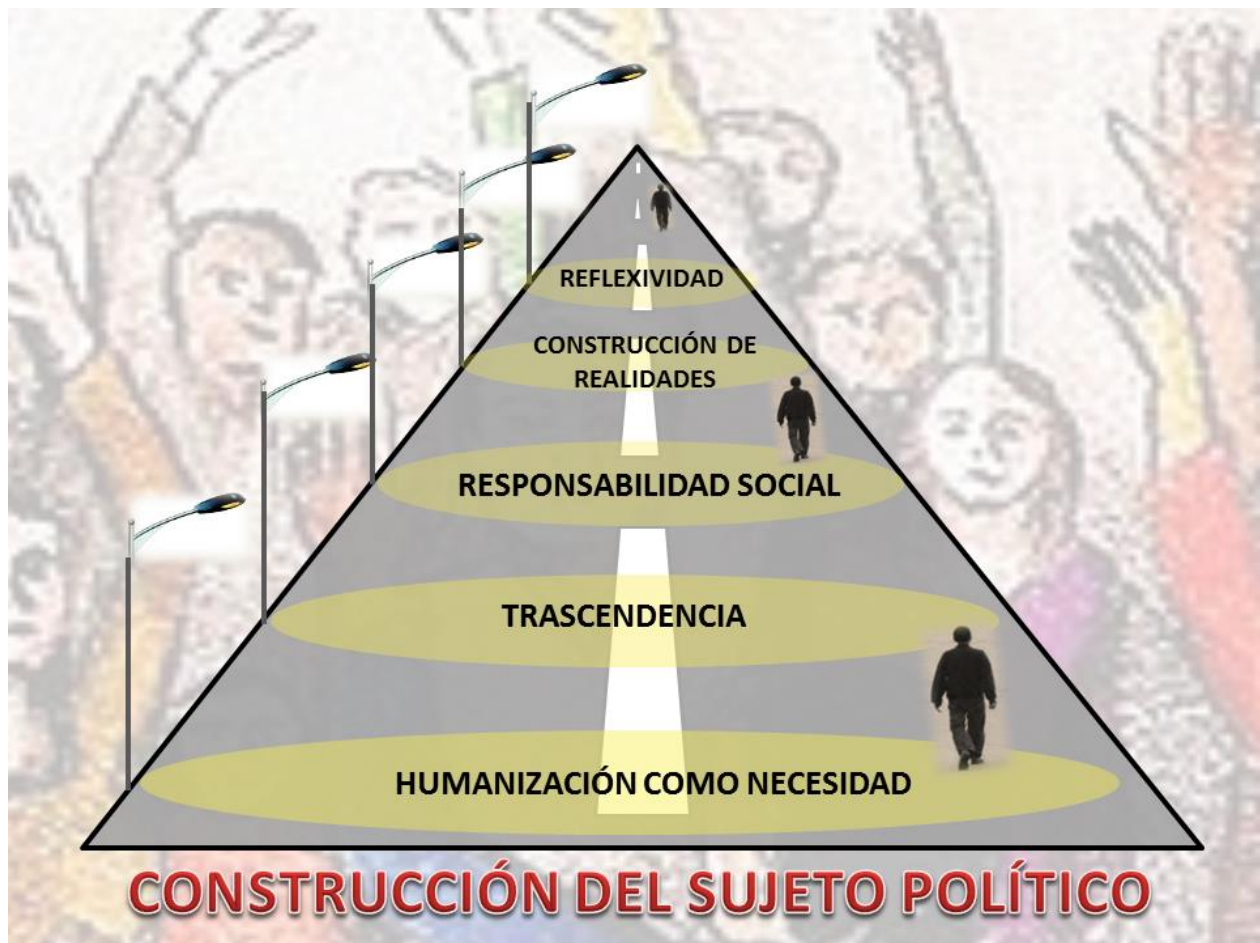 REFLEXIVIDAD
CONSTRUCCIÓN DE
REALIDADES
RESPONSABILIDAD SOCIAL
TRASCENDENCIA
HUMANIZACIÓN COMO NECESIDAD
CONSTRUCCIÓN DEL SUJETO POLÍTICO